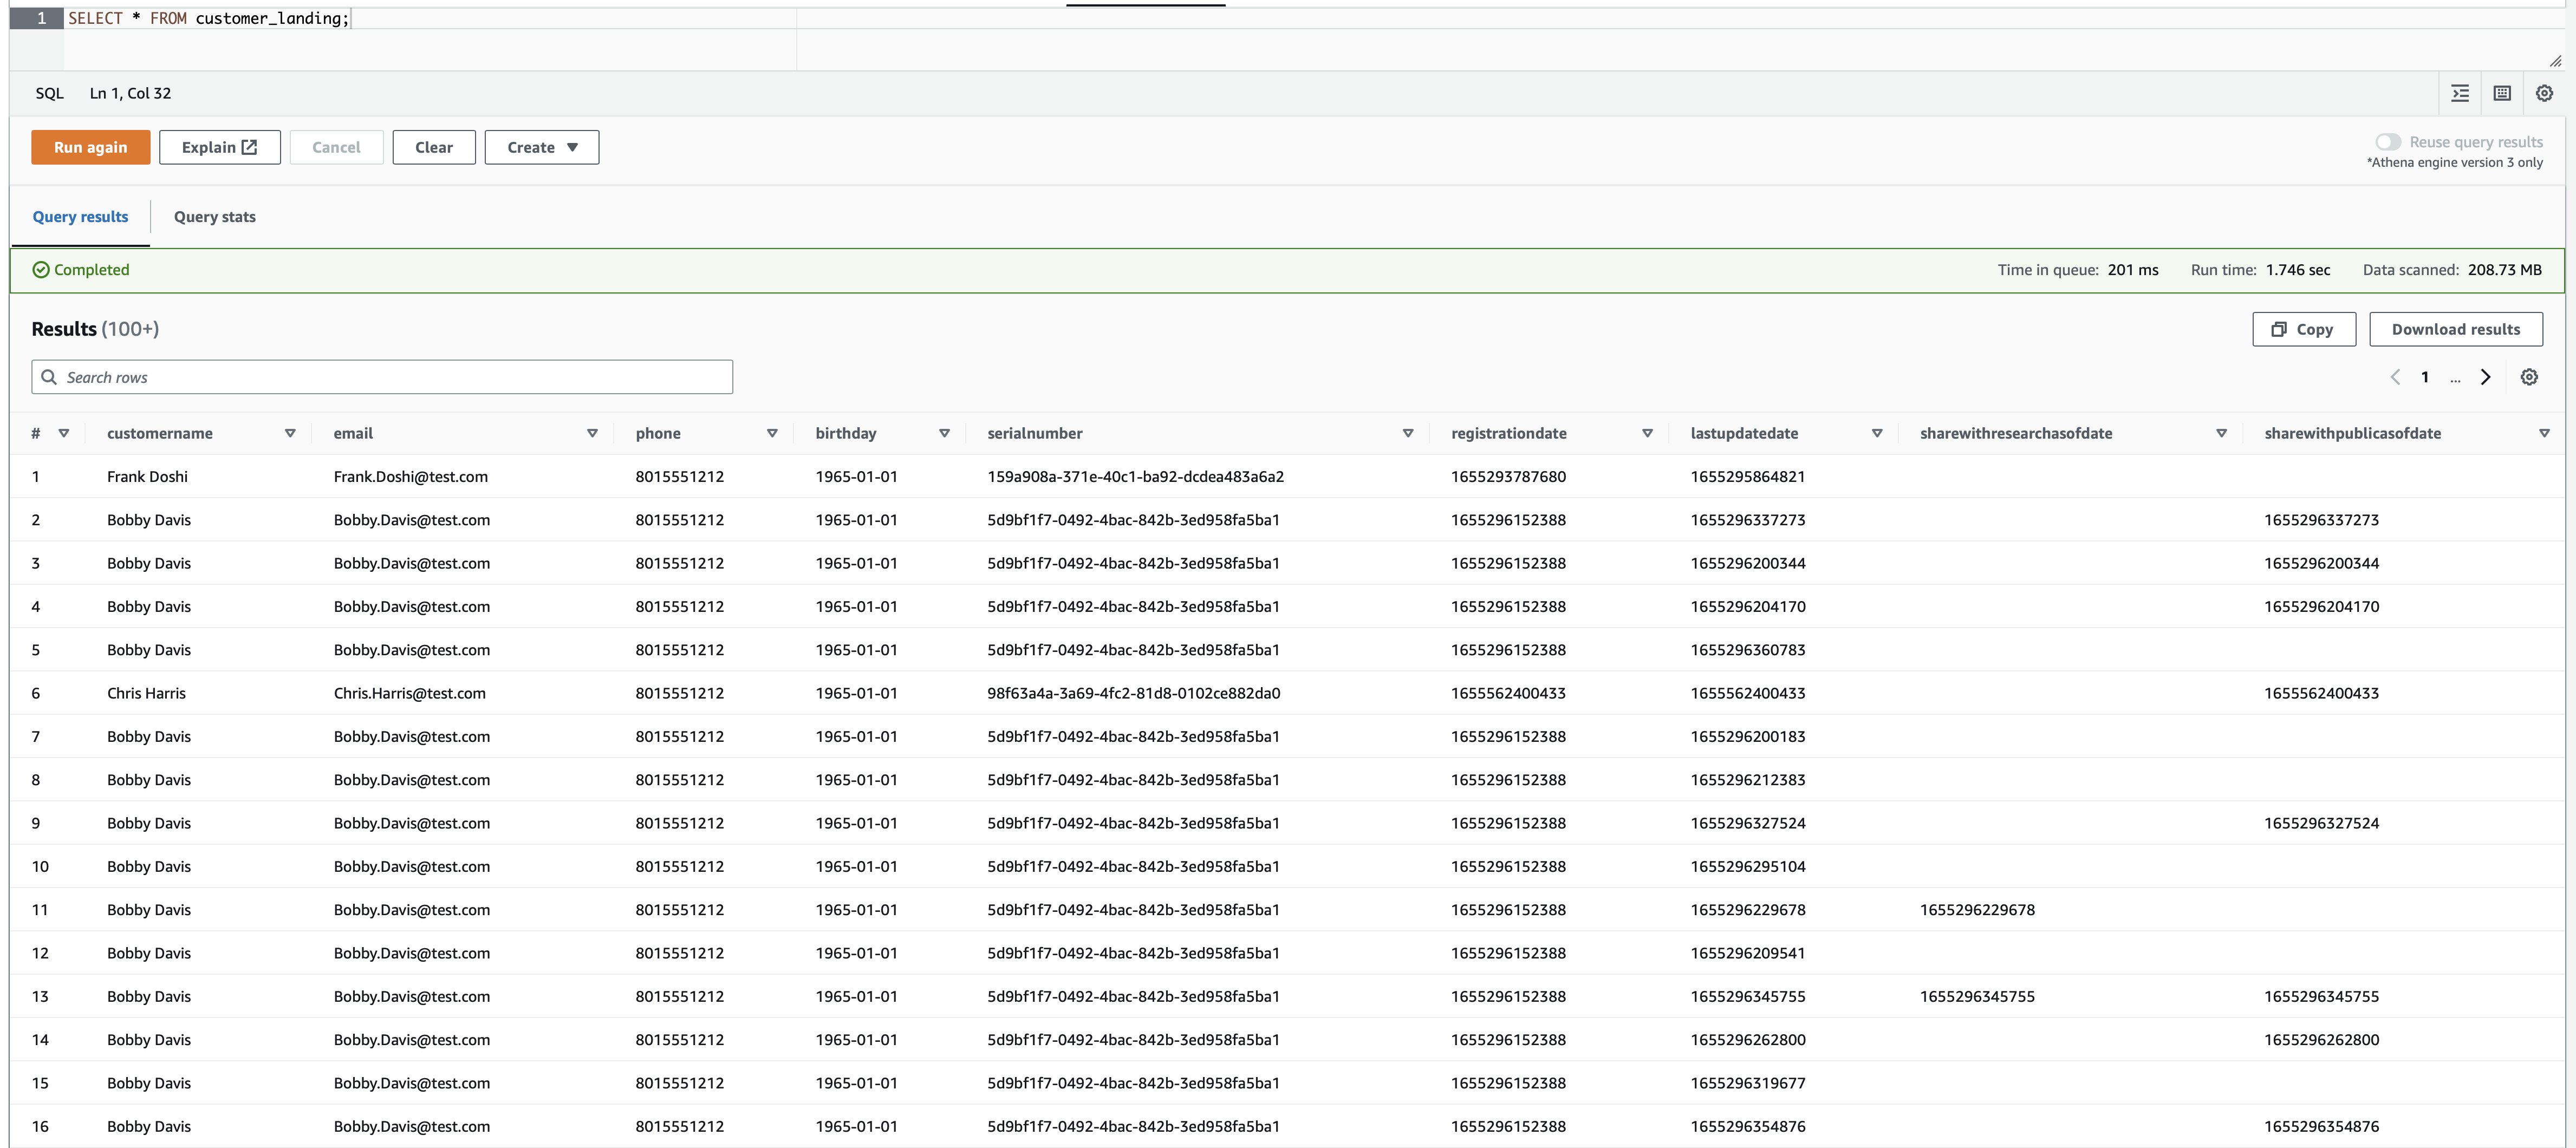 1 SELECT * FROM customer_landing;
SQL Ln 1, Col 32
Run again Explain Cancel Clear Create Reuse query results
*Athena engine version 3 only
Query results Query stats
Completed Time in queue: 201 ms Run time: 1.746 sec Data scanned: 208.73 MB
Results (100+) Copy Download results
Search rows 1 ...
# customername email phone birthday serialnumber registrationdate lastupdatedate sharewithresearchasofdate sharewithpublicasofdate
1 Frank Doshi Frank.Doshi@test.com 8015551212 1965-01-01 159a908a-371e-40c1-ba92-dcdea483a6a2 1655293787680 1655295864821
2 Bobby Davis Bobby.Davis@test.com 8015551212 1965-01-01 5d9bf1f7-0492-4bac-842b-3ed958fa5ba1 1655296152388 1655296337273 1655296337273
3 Bobby Davis Bobby.Davis@test.com 8015551212 1965-01-01 5d9bf1f7-0492-4bac-842b-3ed958fa5ba1 1655296152388 1655296200344 1655296200344
4 Bobby Davis Bobby.Davis@test.com 8015551212 1965-01-01 5d9bf1f7-0492-4bac-842b-3ed958fa5ba1 1655296152388 1655296204170 1655296204170
5 Bobby Davis Bobby.Davis@test.com 8015551212 1965-01-01 5d9bf1f7-0492-4bac-842b-3ed958fa5ba1 1655296152388 1655296360783
6 Chris Harris Chris.Harris@test.com 8015551212 1965-01-01 98f63a4a-3a69-4fc2-81d8-0102ce882da0 1655562400433 1655562400433 1655562400433
7 Bobby Davis Bobby.Davis@test.com 8015551212 1965-01-01 5d9bf1f7-0492-4bac-842b-3ed958fa5ba1 1655296152388 1655296200183
8 Bobby Davis Bobby.Davis@test.com 8015551212 1965-01-01 5d9bf1f7-0492-4bac-842b-3ed958fa5ba1 1655296152388 1655296212383
9 Bobby Davis Bobby.Davis@test.com 8015551212 1965-01-01 5d9bf1f7-0492-4bac-842b-3ed958fa5ba1 1655296152388 1655296327524 1655296327524
10 Bobby Davis Bobby.Davis@test.com 8015551212 1965-01-01 5d9bf1f7-0492-4bac-842b-3ed958fa5ba1 1655296152388 1655296295104
11 Bobby Davis Bobby.Davis@test.com 8015551212 1965-01-01 5d9bf1f7-0492-4bac-842b-3ed958fa5ba1 1655296152388 1655296229678 1655296229678
12 Bobby Davis Bobby.Davis@test.com 8015551212 1965-01-01 5d9bf1f7-0492-4bac-842b-3ed958fa5ba1 1655296152388 1655296209541
13 Bobby Davis Bobby.Davis@test.com 8015551212 1965-01-01 5d9bf1f7-0492-4bac-842b-3ed958fa5ba1 1655296152388 1655296345755 1655296345755 1655296345755
14 Bobby Davis Bobby.Davis@test.com 8015551212 1965-01-01 5d9bf1f7-0492-4bac-842b-3ed958fa5ba1 1655296152388 1655296262800 1655296262800
15 Bobby Davis Bobby.Davis@test.com 8015551212 1965-01-01 5d9bf1f7-0492-4bac-842b-3ed958fa5ba1 1655296152388 1655296319677
16 Bobby Davis Bobby.Davis@test.com 8015551212 1965-01-01 5d9bf1f7-0492-4bac-842b-3ed958fa5ba1 1655296152388 1655296354876 1655296354876